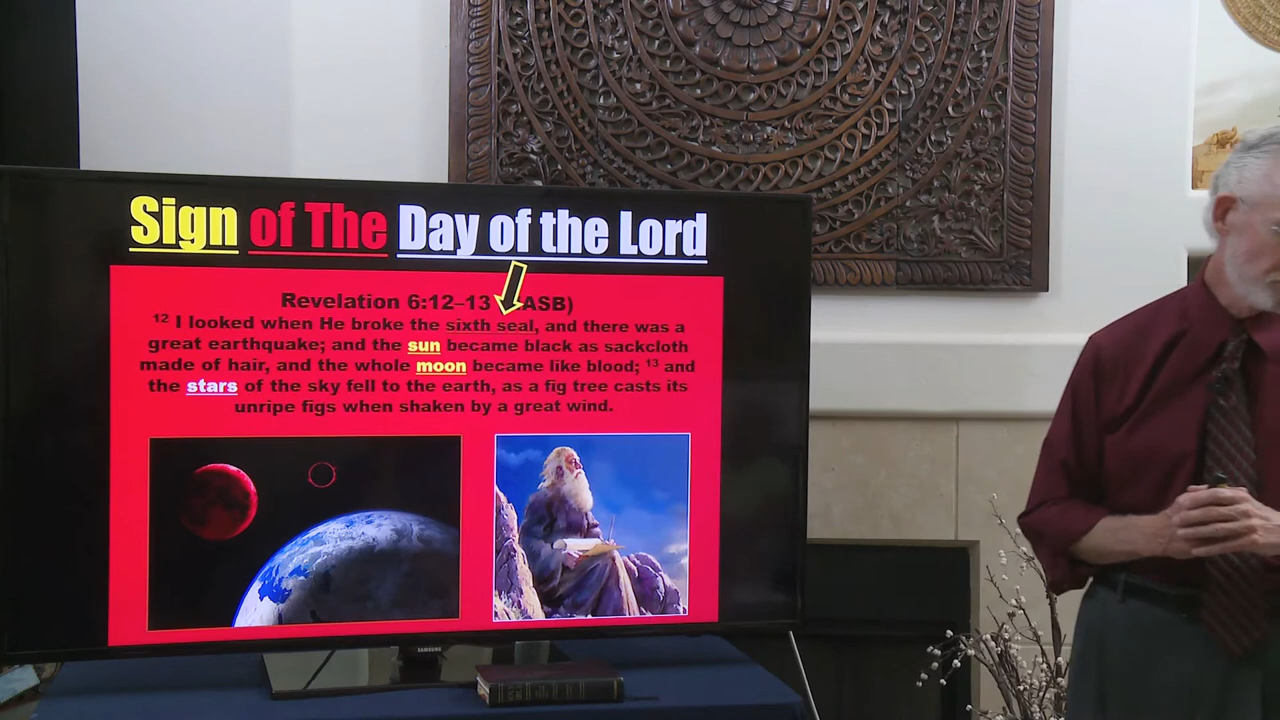 Sign of The Day of the Lord
Revelation 6:12–13 ASB)
12 I looked when He broke the sixth seal, and there was a
great earthquake; and the sun became black as sackcloth
made of hair, and the whole moon became like blood; 13 and
the stars of the sky fell to the earth, as a fig tree casts its
unripe figs when shaken by a great wind.
SAMSUNG